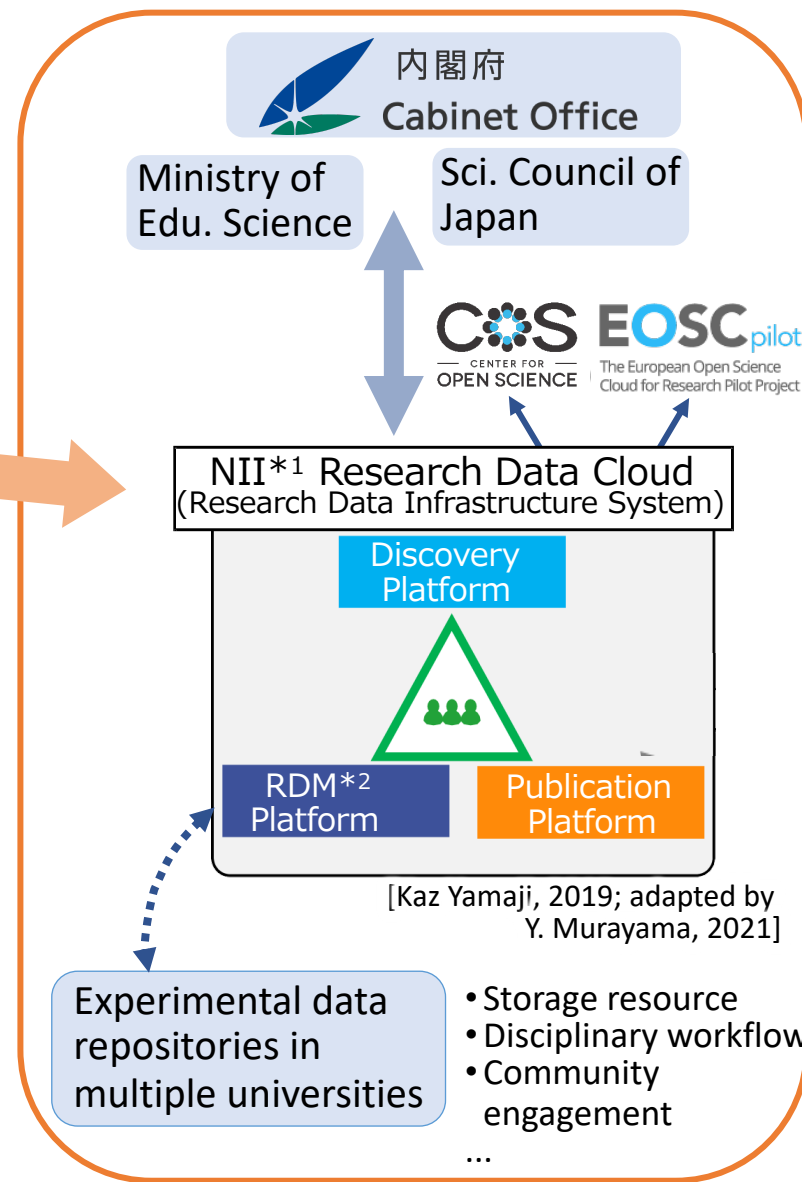 内閣府
Cabinet Office
Ministry of
Edu. Science
Sci. Council of
Japan
COS
CENTER FOR
OPEN SCIENCE
EOSCpilot
The European Open Science
Cloud for Research Pilot Project
NII*1 Research Data Cloud
(Research Data Infrastructure System)
Discovery
Platform
RDM*2
Platform
Publication
Platform
[Kaz Yamaji, 2019; adapted by
Y. Murayama, 2021]
Experimental data
repositories in
multiple universities
• Storage resource
• Disciplinary workflow
• Community
engagement
...